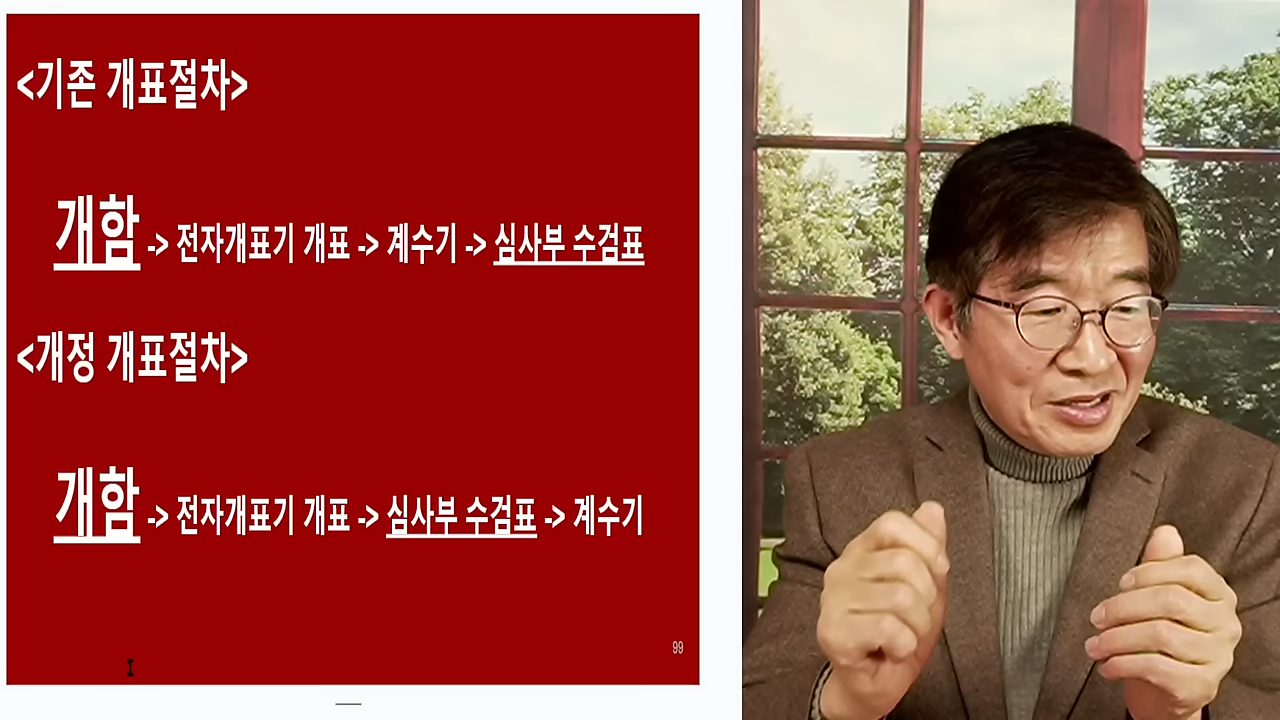 <기존 개표절차>
개함 -> 전자개표기 개표 -> 계수기 -> 심사부 수검표
<개정 개표절차>
개함 -> 전자개표기 개표 -> 심사부 수검표 -> 계수기
99